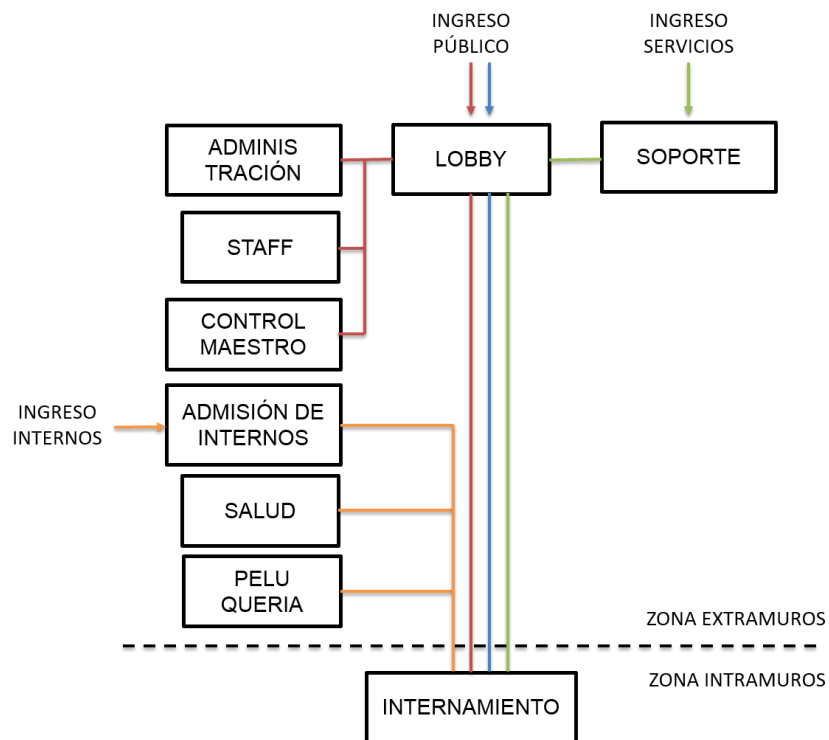 INGRESO
PÚBLICO
INGRESO
SERVICIOS
ADMINIS
TRACIÓN
LOBBY
SOPORTE
STAFF
CONTROL
MAESTRO
INGRESO
INTERNOS
ADMISIÓN DE
INTERNOS
SALUD
PELU
QUERIA
ZONA EXTRAMUROS
ZONA INTRAMUROS
INTERNAMIENTO